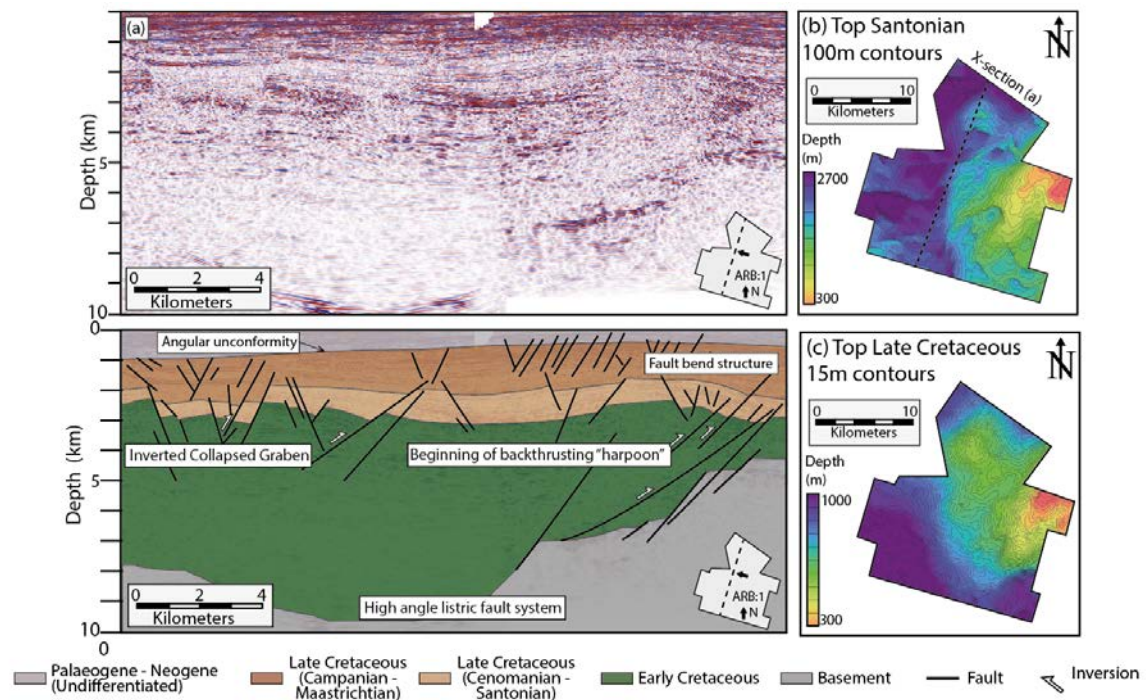 (a)
Depth (km)
5
10
0 2 4
Kilometers
ARB:1
N
(b) Top Santonian
100m contours
N
X-section (a)
0 10
Kilometers
Depth
(m)
2700
300
0
Angular unconformity
Fault bend structure
Inverted Collapsed Graben
Beginning of backthrusting “harpoon”
Depth (km)
5
0 2 4
Kilometers
High angle listric fault system
ARB:1
N
10
0
(c) Top Late Cretaceous
15m contours
N
0 10
Kilometers
Depth
(m)
1000
300
Palaeogene - Neogene
(Undifferentiated)
Late Cretaceous
(Campanian -
Maastrichtian)
Late Cretaceous
(Cenomanian -
Santonian)
Early Cretaceous
Basement
Fault
Inversion